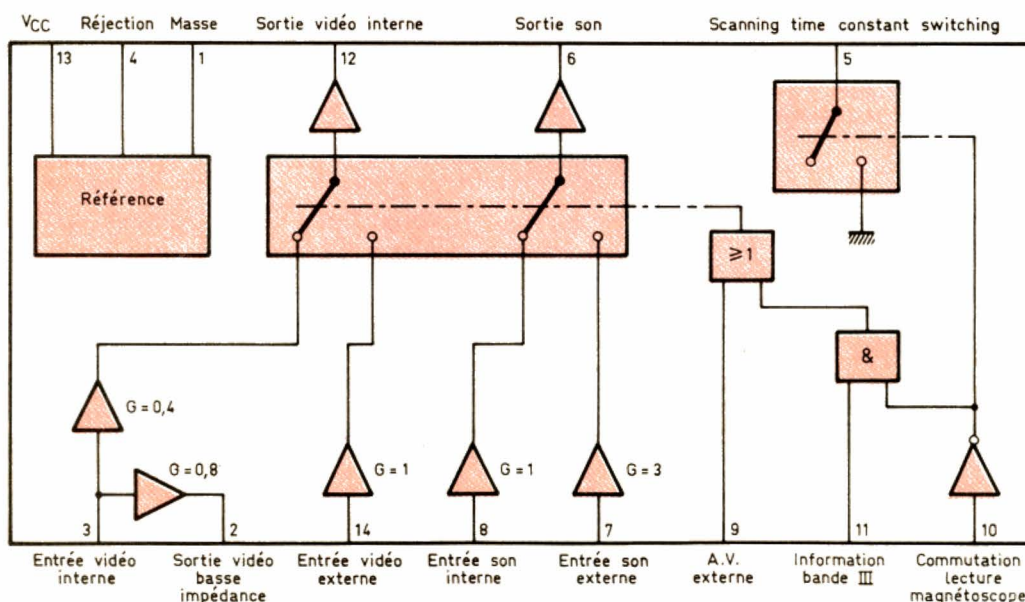 VCC Réjection Masse Sortie vidéo interne Sortie son Scanning time constant switching
13 4 1 12 6 5
Référence
≥1
&
G = 0,4
G = 0,8
G = 1
G = 1
G = 3
3 2 14 8 7 9 11 10
Entrée vidéo
interne
Sortie vidéo
basse
impédance
Entrée vidéo
externe
Entrée son
interne
Entrée son
externe
A.V.
externe
Information
bande III
Commutation
lecture
magnétoscope